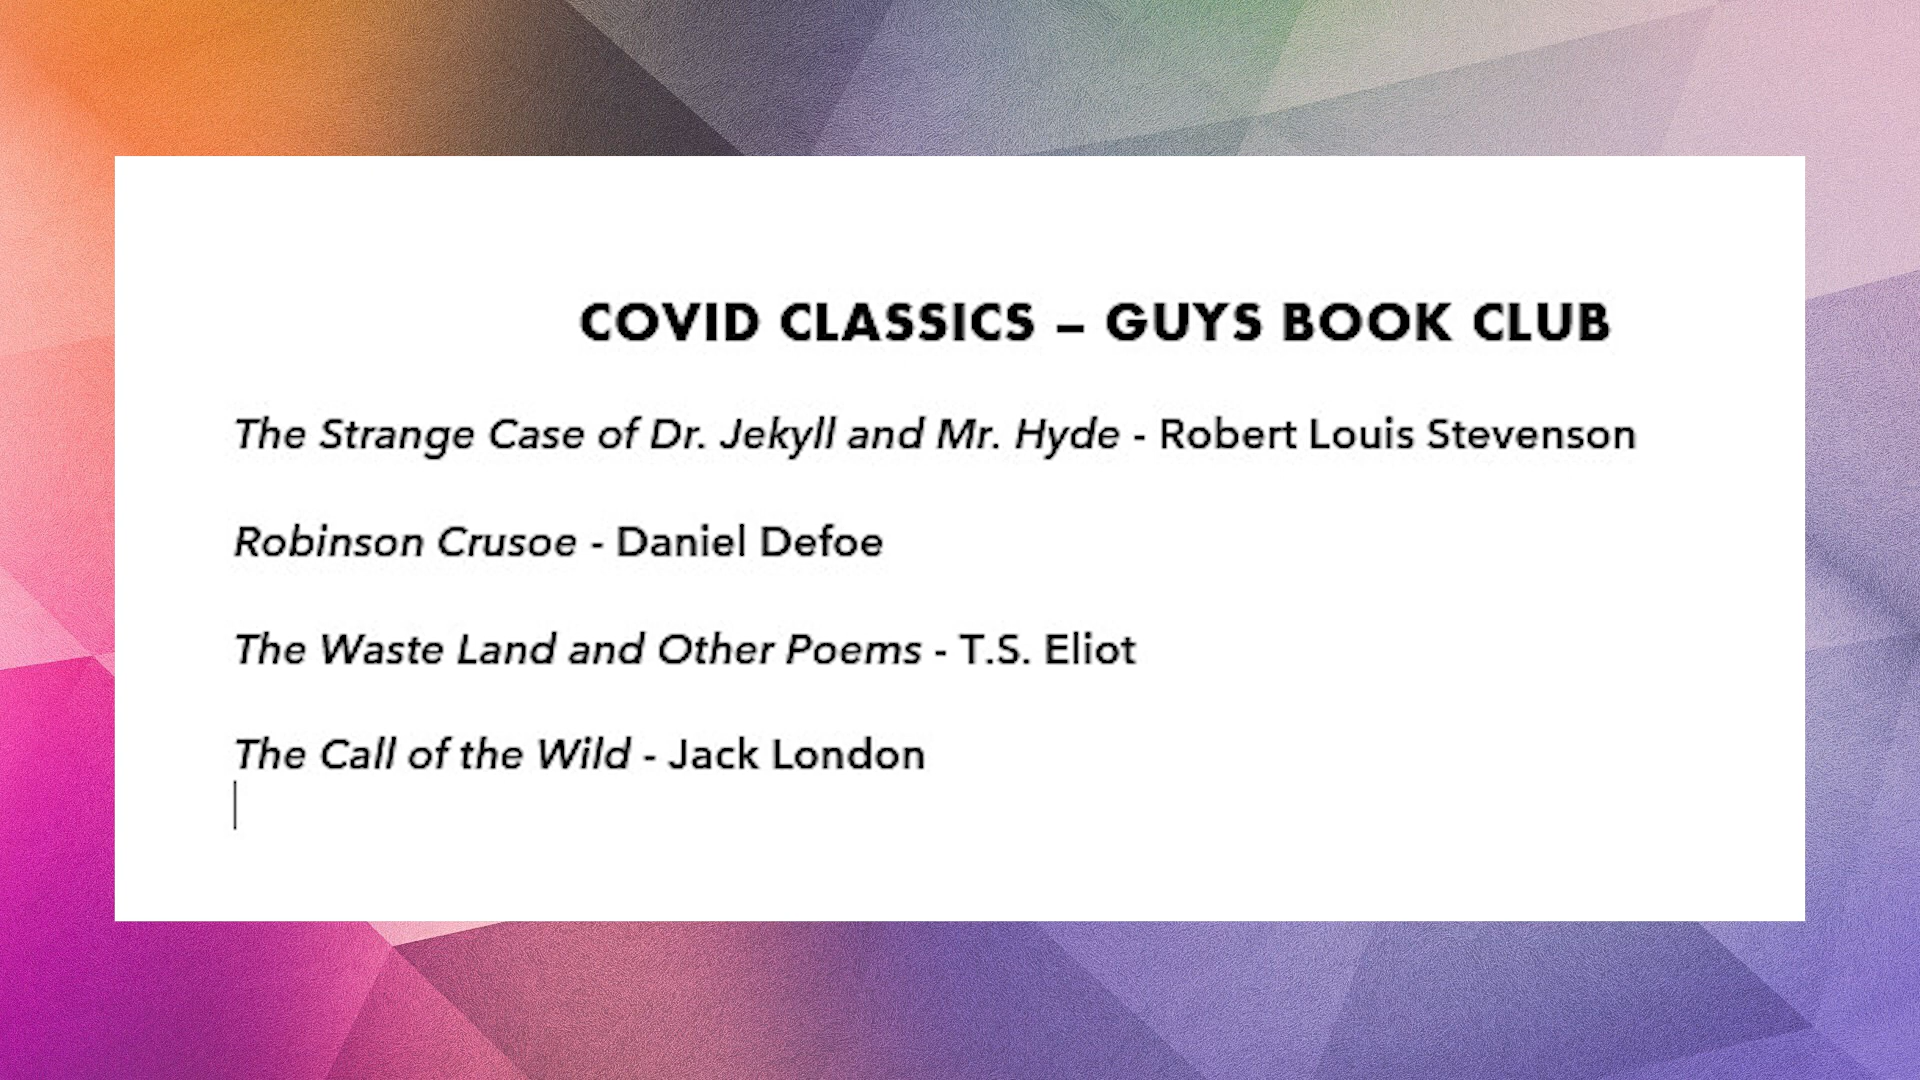 COVID CLASSICS – GUYS BOOK CLUB
The Strange Case of Dr. Jekyll and Mr. Hyde - Robert Louis Stevenson
Robinson Crusoe - Daniel Defoe
The Waste Land and Other Poems - T.S. Eliot
The Call of the Wild - Jack London